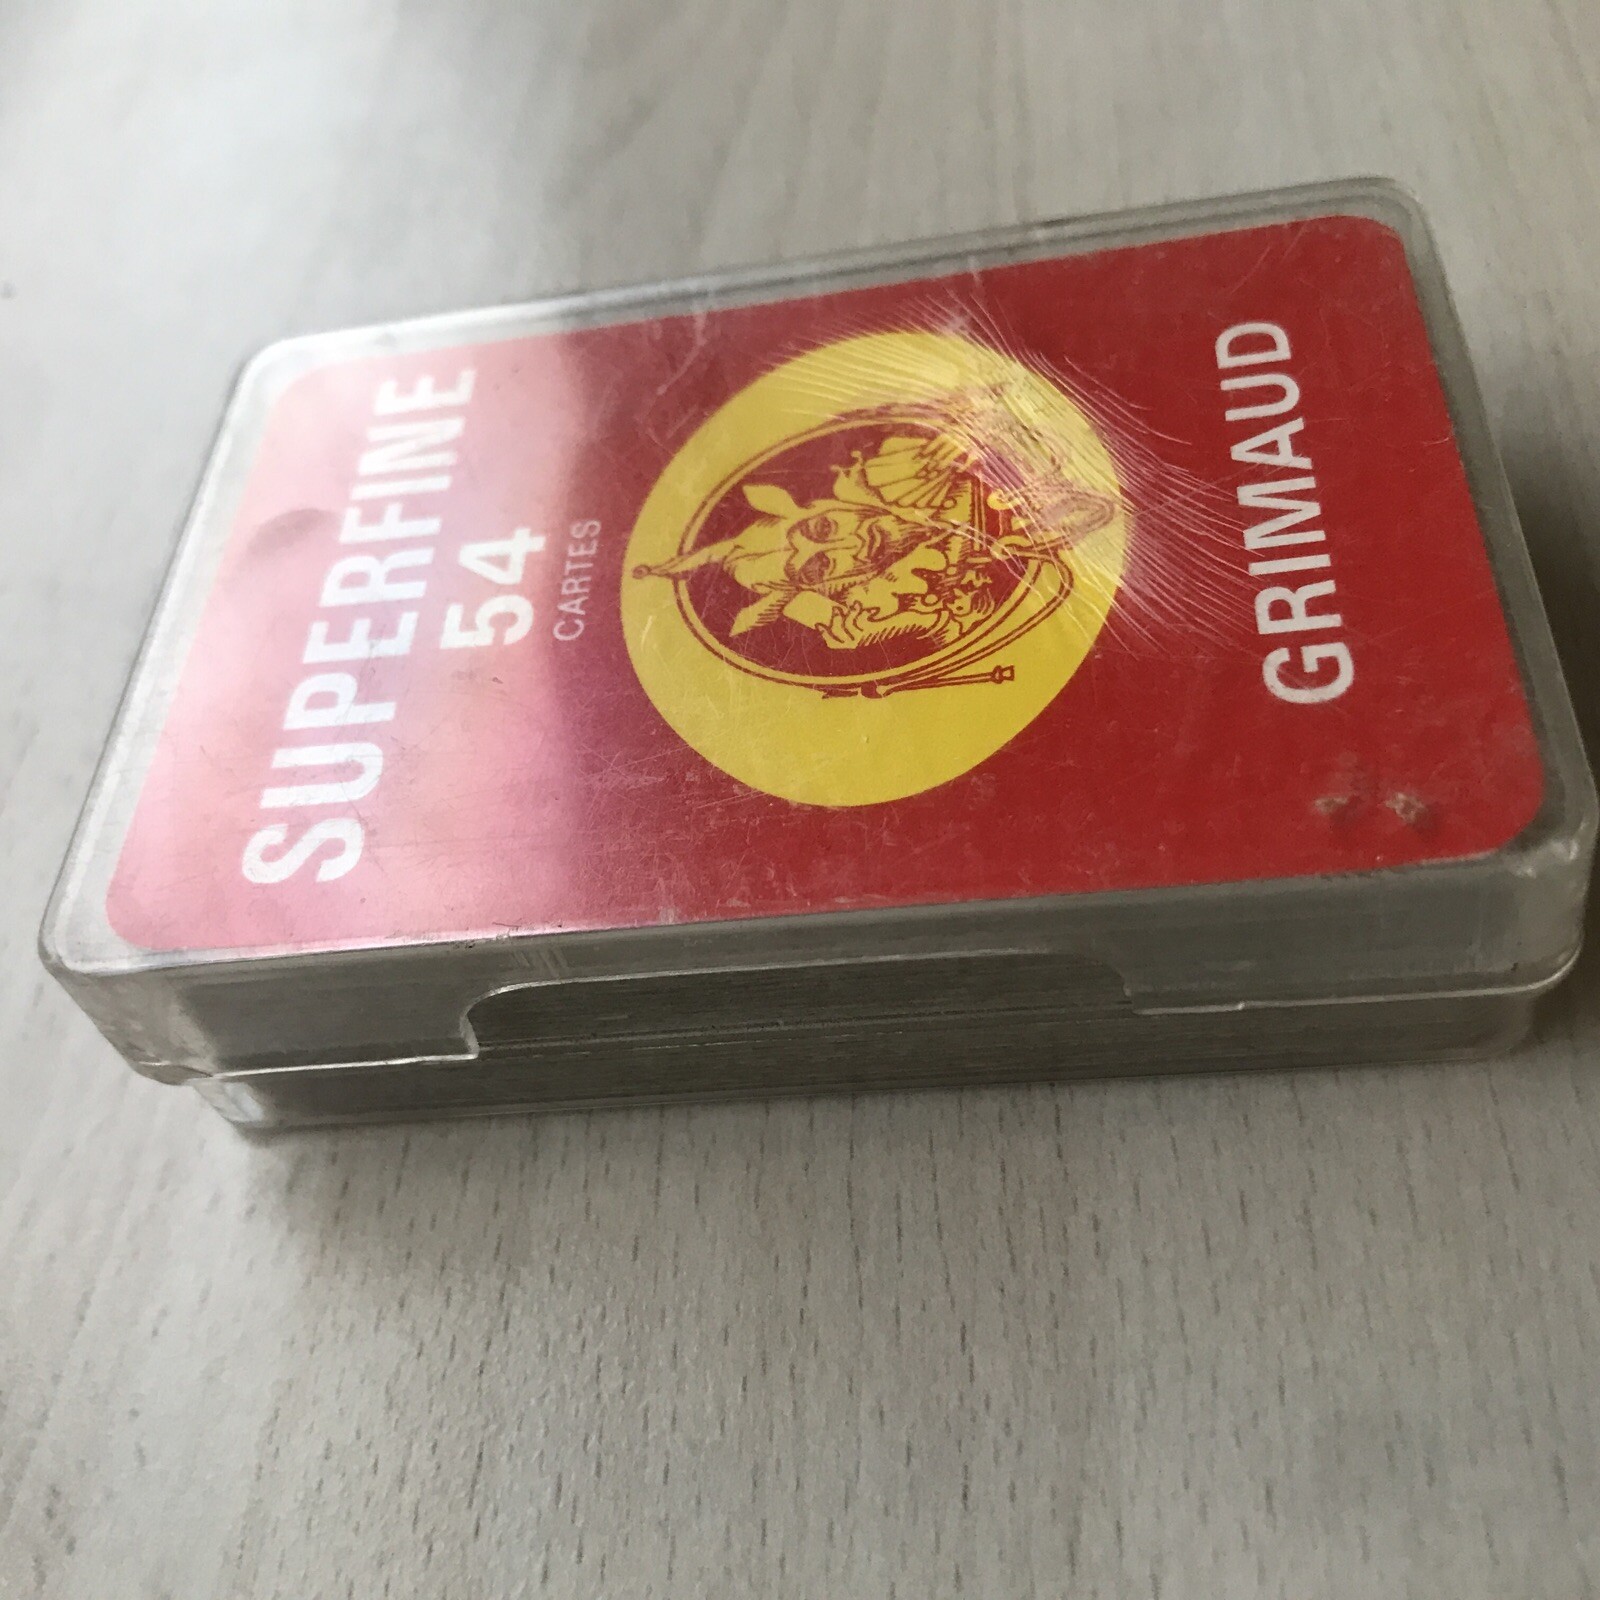 SUPERFINE
54
CARTES
GRIMAUD